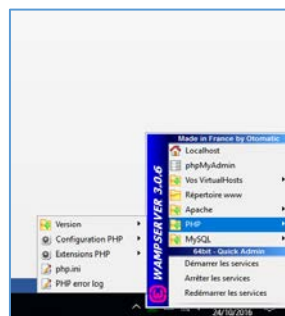 Made in France by Otomatic
Localhost
phpMyAdmin
Vos VirtualHosts
Répertoire www
Apache
PHP
MySQL
64bit - Quick Admin
Démarrer les services
Arrêter les services
Redémarrer les services
WAMPSERVER 3.0.6
Version
Configuration PHP
Extensions PHP
php.ini
PHP error log
24/10/2016